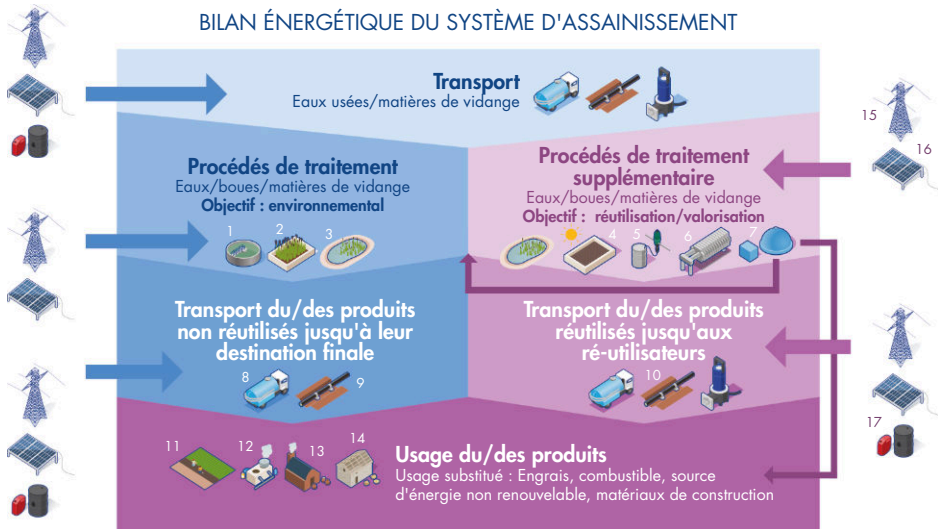 BILAN ÉNERGÉTIQUE DU SYSTÈME D'ASSAINISSEMENT
Transport
Eaux usées/matières de vidange
15
16
Procédés de traitement
Eaux/boues/matières de vidange
Objectif : environnemental
1
2
3
Procédés de traitement
supplémentaire
Eaux/boues/matières de vidange
Objectif : réutilisation/valorisation
4
5
6
7
Transport du/des produits
non réutilisés jusqu'à leur
destination finale
8
9
Transport du/des produits
réutilisés jusqu'aux
ré-utilisateurs
10
17
11
12
13
14
Usage du/des produits
Usage substitué : Engrais, combustible, source
d'énergie non renouvelable, matériaux de construction